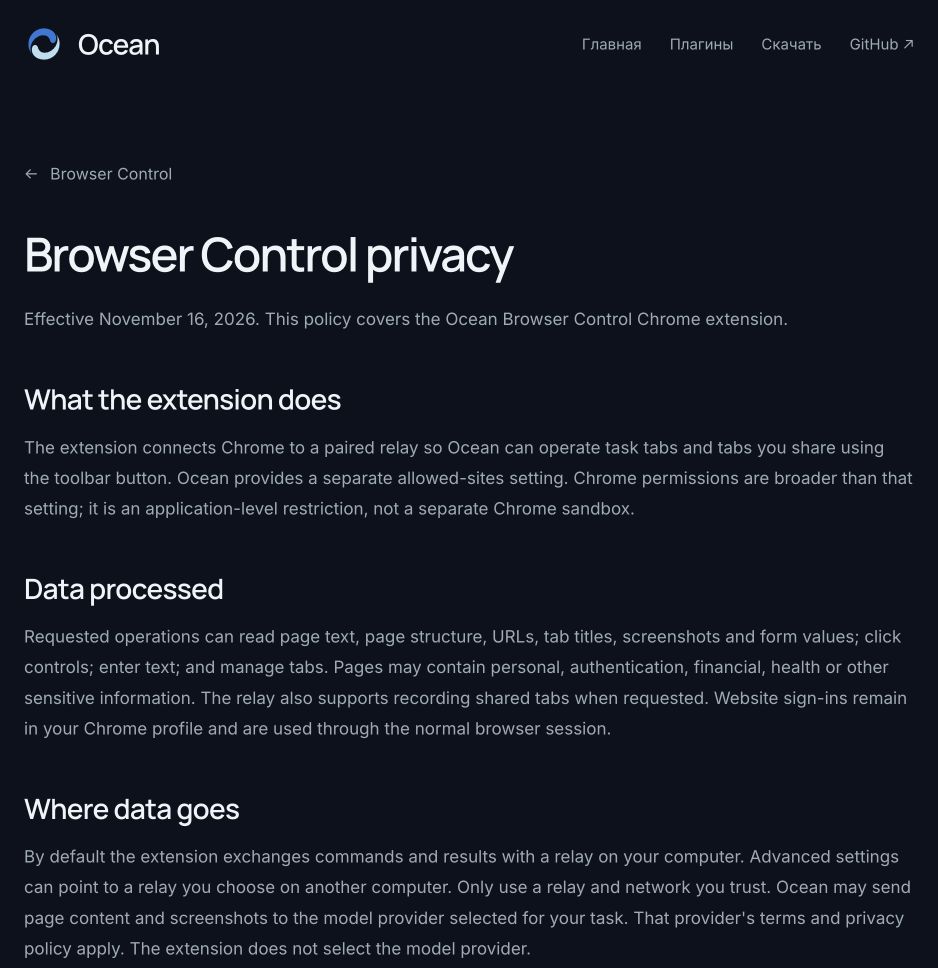 Ocean
Главная
Плагины
Скачать
GitHub ↗
← Browser Control
Browser Control privacy
Effective November 16, 2026. This policy covers the Ocean Browser Control Chrome extension.
What the extension does
The extension connects Chrome to a paired relay so Ocean can operate task tabs and tabs you share using
the toolbar button. Ocean provides a separate allowed-sites setting. Chrome permissions are broader than that
setting; it is an application-level restriction, not a separate Chrome sandbox.
Data processed
Requested operations can read page text, page structure, URLs, tab titles, screenshots and form values; click
controls; enter text; and manage tabs. Pages may contain personal, authentication, financial, health or other
sensitive information. The relay also supports recording shared tabs when requested. Website sign-ins remain
in your Chrome profile and are used through the normal browser session.
Where data goes
By default the extension exchanges commands and results with a relay on your computer. Advanced settings
can point to a relay you choose on another computer. Only use a relay and network you trust. Ocean may send
page content and screenshots to the model provider selected for your task. That provider's terms and privacy
policy apply. The extension does not select the model provider.